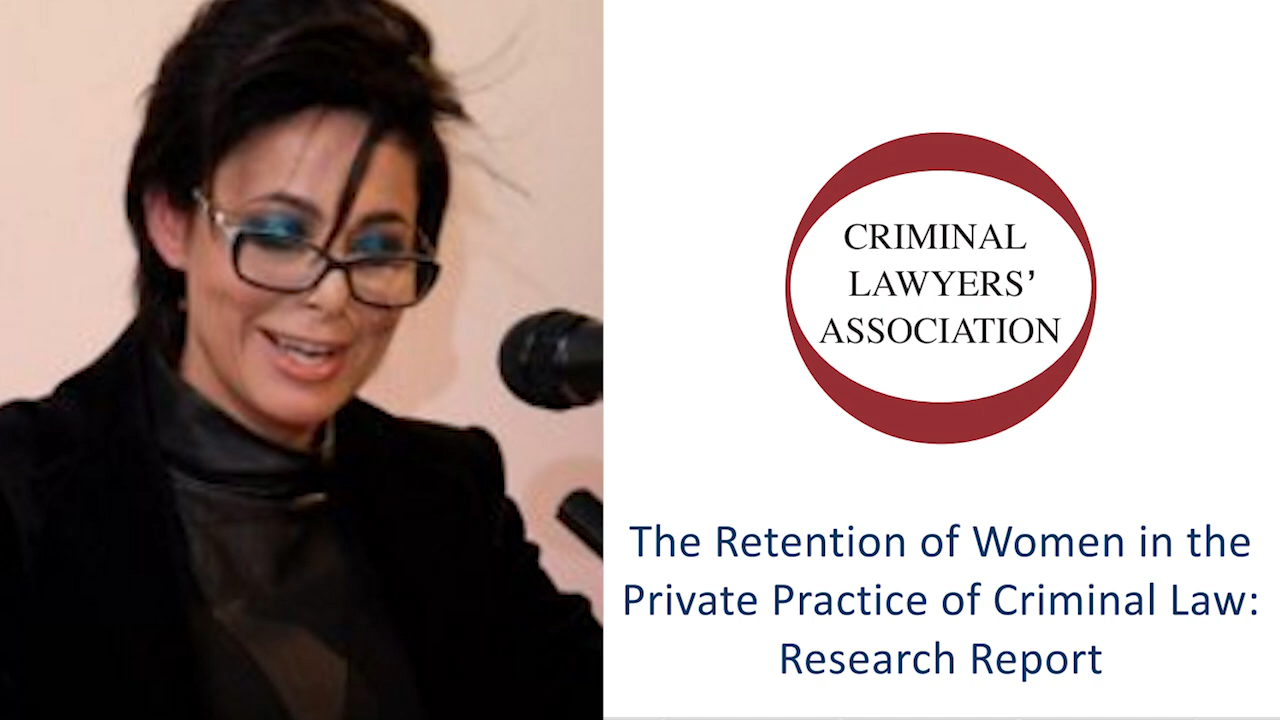 CRIMINAL
LAWYERS’
ASSOCIATION
The Retention of Women in the
Private Practice of Criminal Law:
Research Report